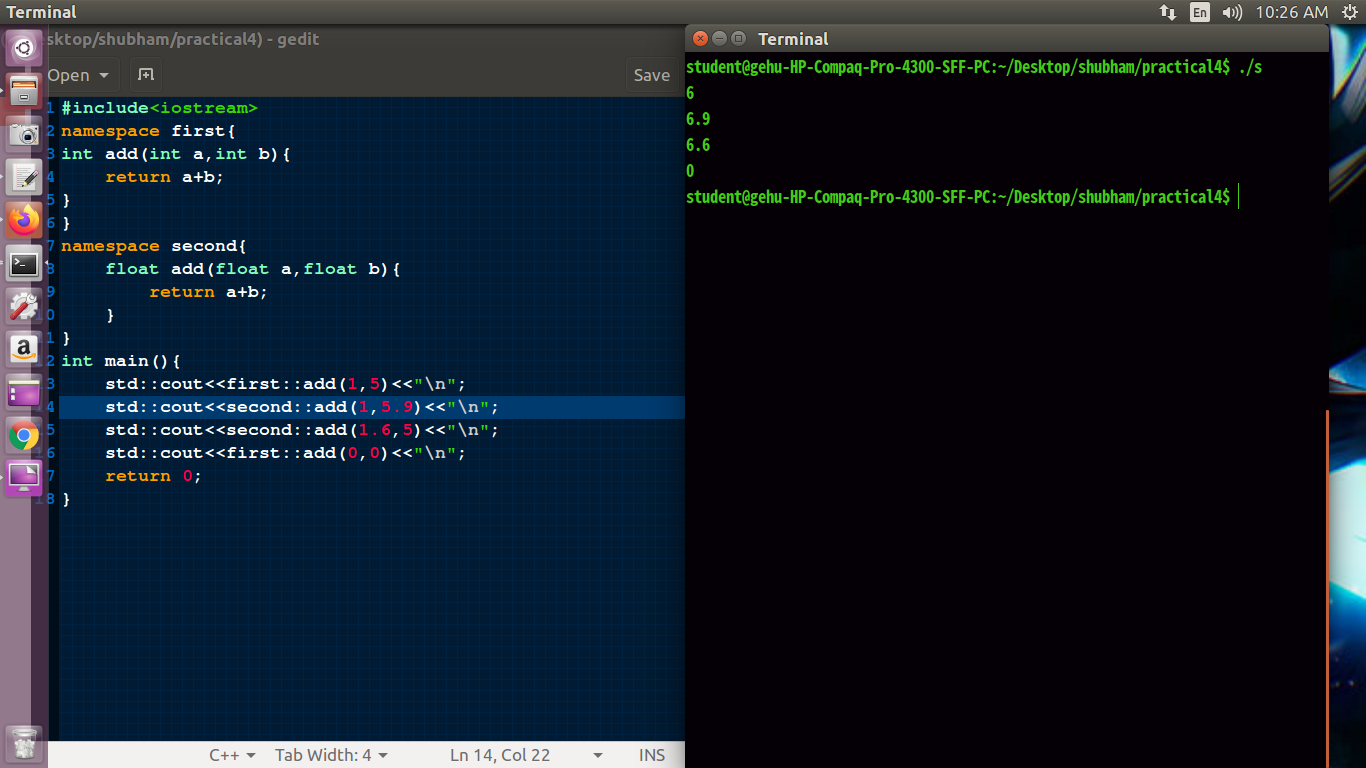 Terminal
En
10:26 AM
sktop/shubham/practical4) - gedit
Open
Save
1 #include<iostream>
2 namespace first{
3 int add(int a,int b){
4     return a+b;
5 }
6 }
7 namespace second{
8     float add(float a,float b){
9         return a+b;
0     }
1 }
2 int main(){
3     std::cout<<first::add(1,5)<<"\n";
4     std::cout<<second::add(1,5.9)<<"\n";
5     std::cout<<second::add(1.6,5)<<"\n";
6     std::cout<<first::add(0,0)<<"\n";
7     return 0;
18 }
C++ Tab Width: 4 Ln 14, Col 22 INS
Terminal
student@gehu-HP-Compaq-Pro-4300-SFF-PC:~/Desktop/shubham/practical4$ ./s
6
6.9
6.6
0
student@gehu-HP-Compaq-Pro-4300-SFF-PC:~/Desktop/shubham/practical4$